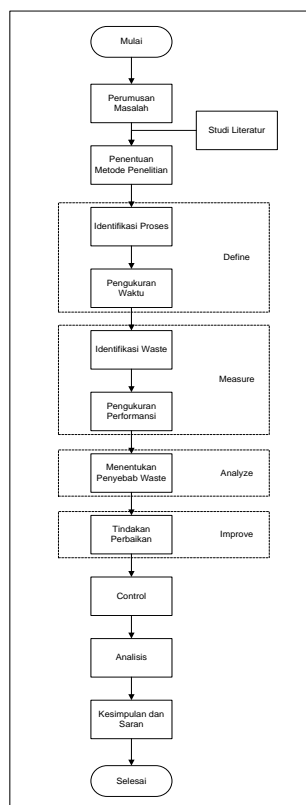 Mulai
Perumusan
Masalah
Studi Literatur
Penentuan
Metode Penelitian
Identifikasi Proses
Define
Pengukuran
Waktu
Identifikasi Waste
Measure
Pengukuran
Performansi
Menentukan
Penyebab Waste
Analyze
Tindakan
Perbaikan
Improve
Control
Analisis
Kesimpulan dan
Saran
Selesai